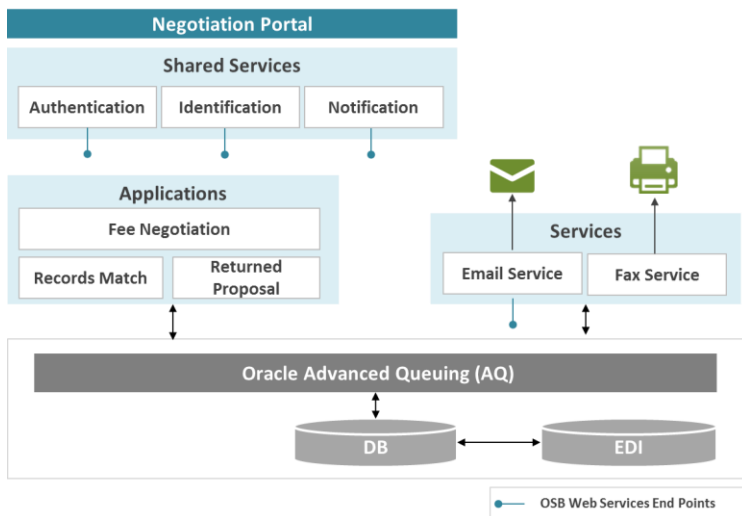 Negotiation Portal
Shared Services
Authentication
Identification
Notification
Applications
Fee Negotiation
Records Match
Returned
Proposal
Services
Email Service
Fax Service
Oracle Advanced Queuing (AQ)
DB
EDI
OSB Web Services End Points